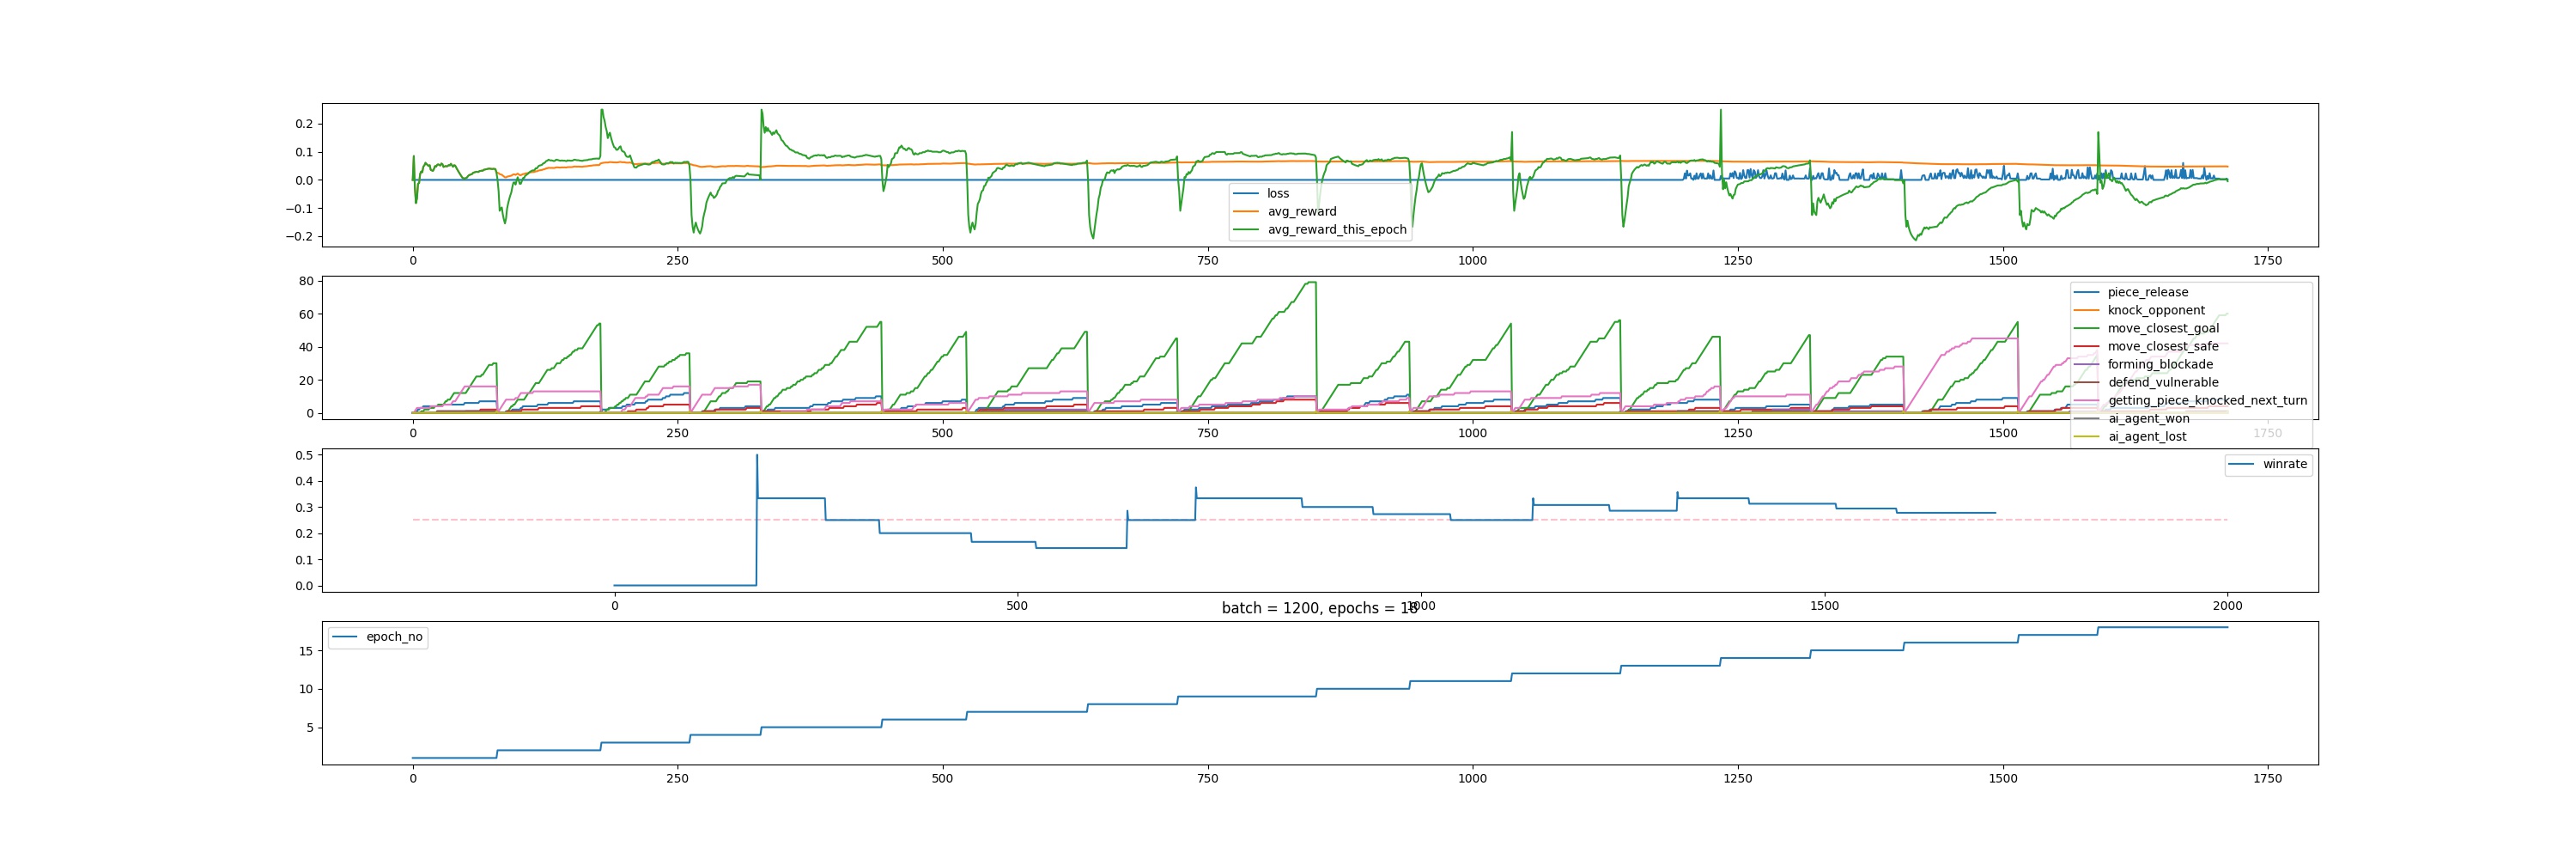 0.2
0.1
0.0
−0.1
−0.2
loss
avg_reward
avg_reward_this_epoch
0 250 500 750 1000 1250 1500 1750
80
60
40
20
0
piece_release
knock_opponent
move_closest_goal
move_closest_safe
forming_blockade
defend_vulnerable
getting_piece_knocked_next_turn
ai_agent_won
ai_agent_lost
0 250 500 750 1000 1250 1500 1750
0.5
0.4
0.3
0.2
0.1
0.0
winrate
0 500 1000 1500 2000
batch = 1200, epochs = 18
epoch_no
15
10
5
0 250 500 750 1000 1250 1500 1750